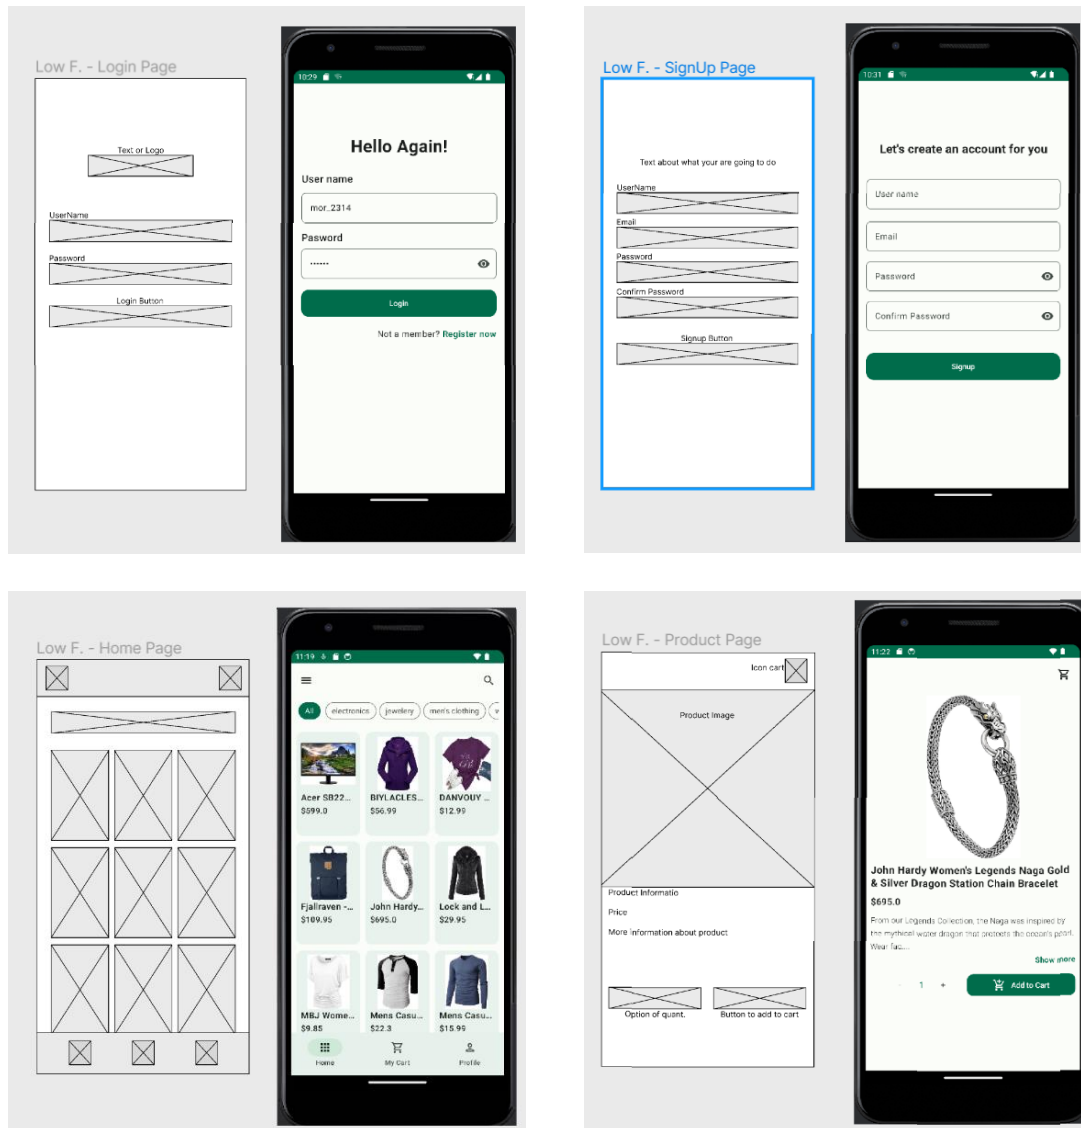 Low F. - Login Page
Text or Logo
UserName
Password
Login Button
10:29
Hello Again!
User name
mor_2314
Pasword
Login
Not a member? Register now
Low F. - SignUp Page
Text about what your are going to do
UserName
Email
Password
Confirm Password
Signup Button
10:31
Let's create an account for you
User name
Email
Password
Confirm Password
Signup
Low F. - Home Page
11:19
All electronics jewelery men's clothing
Acer SB22... BIYLACLES... DANVOUY ...
$599.0 $56.99 $12.99
Fjallraven -... John Hardy... Lock and L...
$109.95 $695.0 $29.95
MBJ Wome... Mens Casu... Mens Casu...
$9.85 $22.3 $15.99
Home My Cart Profile
Low F. - Product Page
Icon cart
Product Image
Product Informatio
Price
More Information about product
Option of quant. Button to add to cart
11:22
John Hardy Women's Legends Naga Gold
& Silver Dragon Station Chain Bracelet
$695.0
From our Legends Collection, the Naga was inspired by
the mythical water dragon that protects the ocean's pearl.
Wear fac....
Show more
- 1 + Add to Cart